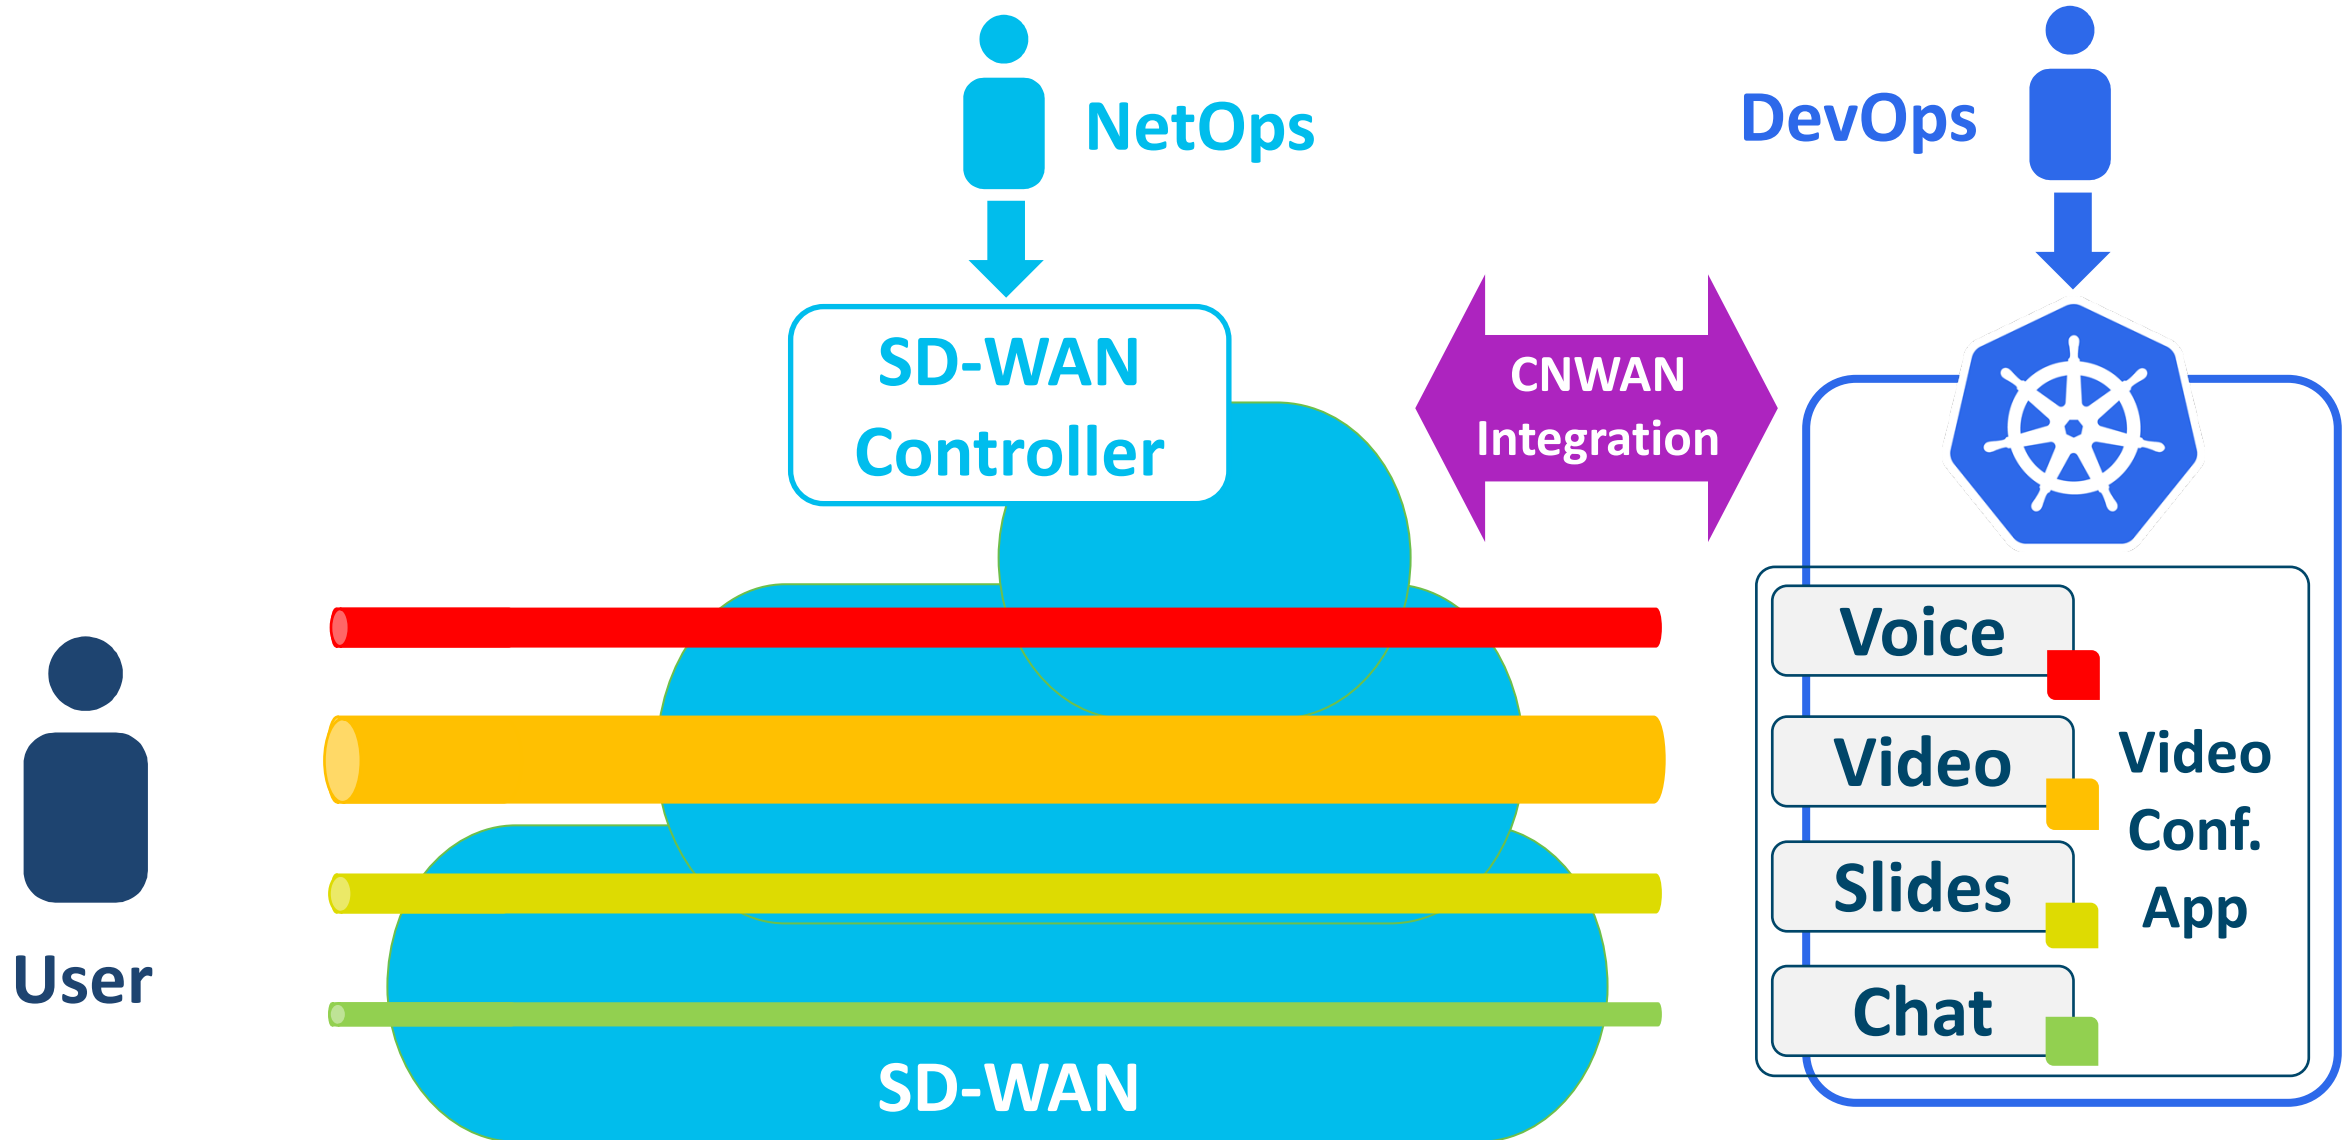 NetOps
DevOps
SD-WAN
Controller
CNWAN
Integration
Voice
Video
Slides
Chat
Video
Conf.
App
User
SD-WAN